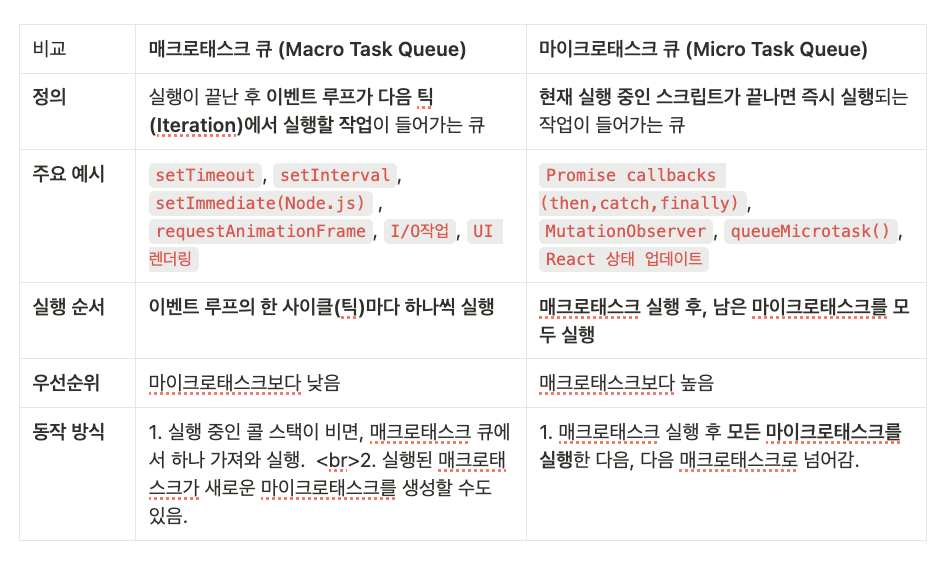 비교
매크로태스크 큐 (Macro Task Queue)
마이크로태스크 큐 (Micro Task Queue)
정의
실행이 끝난 후 이벤트 루프가 다음 틱
(Iteration)에서 실행할 작업이 들어가는 큐
현재 실행 중인 스크립트가 끝나면 즉시 실행되는
작업이 들어가는 큐
주요 예시
setTimeout, setInterval,
setImmediate(Node.js) ,
requestAnimationFrame, I/O작업, UI
렌더링
Promise callbacks
(then,catch,finally),
MutationObserver, queueMicrotask(),
React 상태 업데이트
실행 순서
이벤트 루프의 한 사이클(틱)마다 하나씩 실행
매크로태스크 실행 후, 남은 마이크로태스크를 모
두 실행
우선순위
마이크로태스크보다 낮음
매크로태스크보다 높음
동작 방식
1. 실행 중인 콜 스택이 비면, 매크로태스크 큐에
서 하나 가져와 실행. <br>2. 실행된 매크로태
스크가 새로운 마이크로태스크를 생성할 수도
있음.
1. 매크로태스크 실행 후 모든 마이크로태스크를
실행한 다음, 다음 매크로태스크로 넘어감.